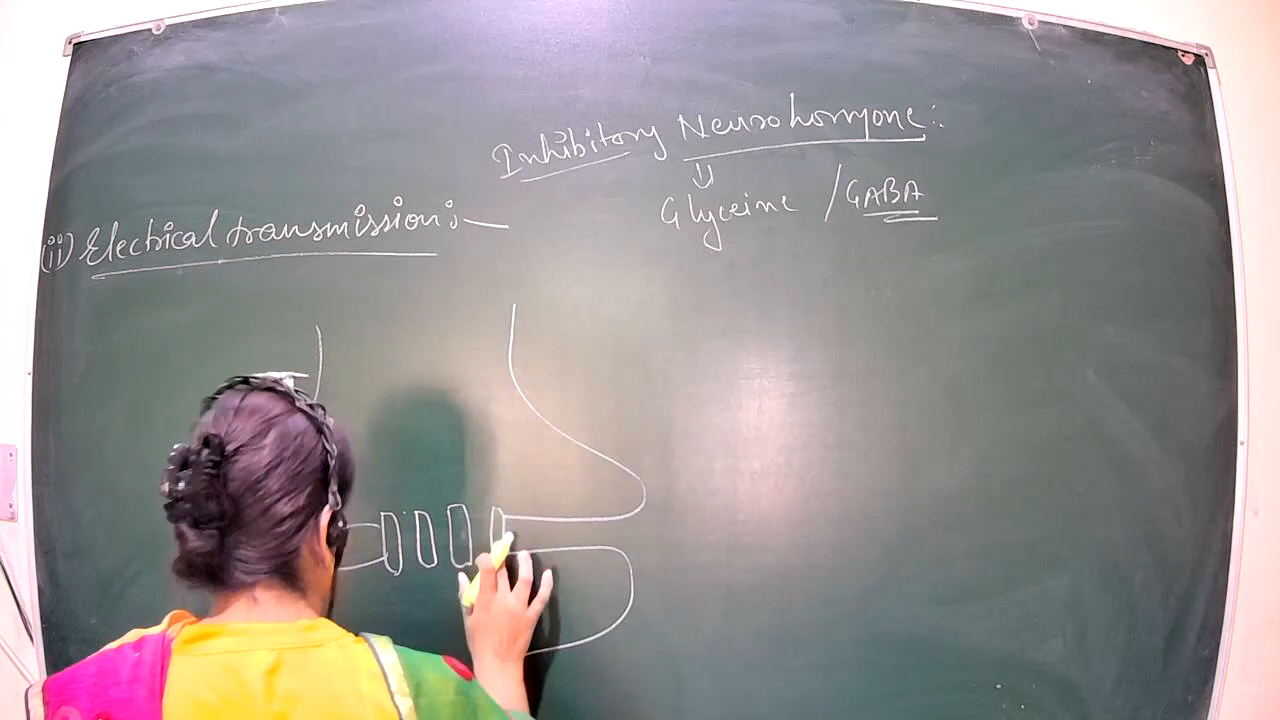 Inhibitory Neurohormone:
⇓
Glyceine / GABA
(ii) Electrical transmission:-